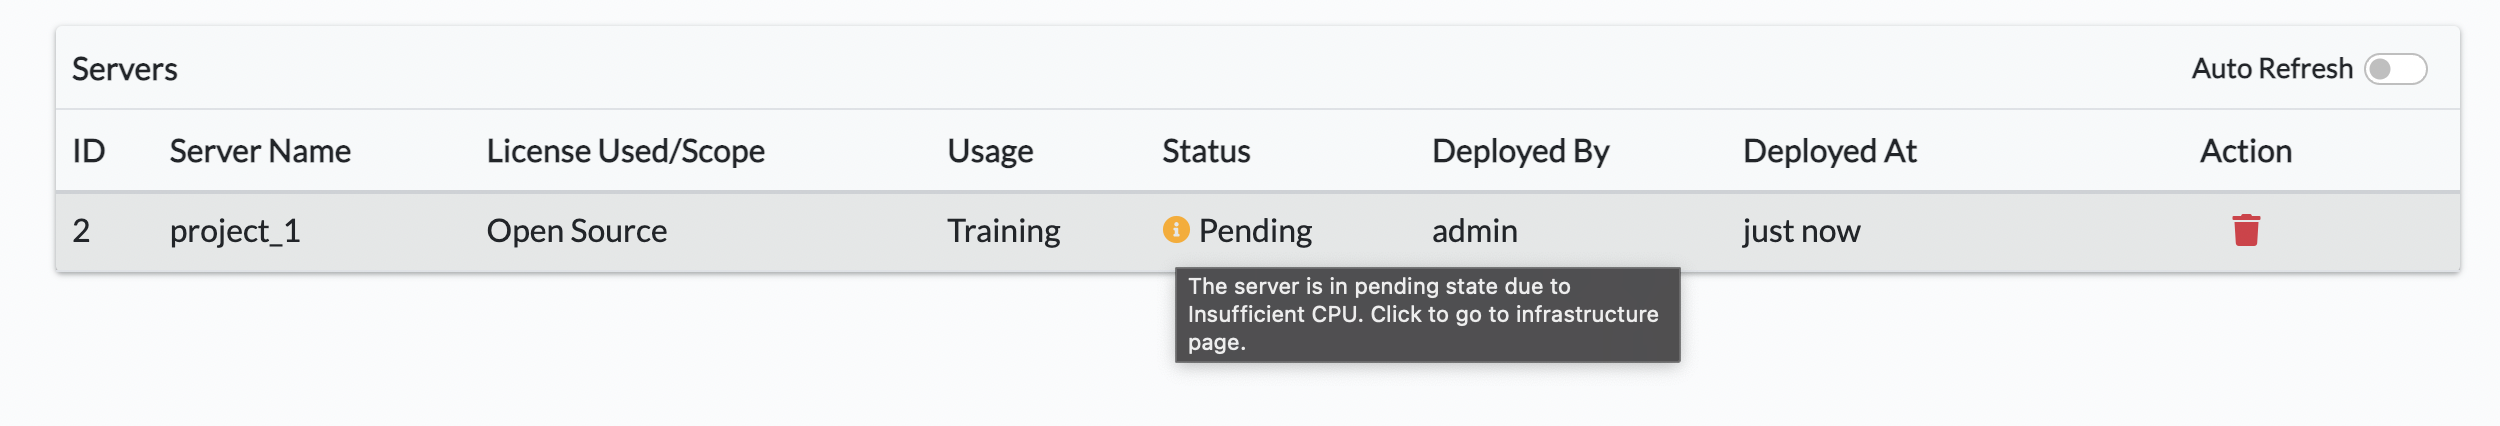 Servers
Auto Refresh
ID Server Name License Used/Scope Usage Status Deployed By Deployed At Action
2 project_1 Open Source Training Pending admin just now
The server is in pending state due to
Insufficient CPU. Click to go to infrastructure
page.